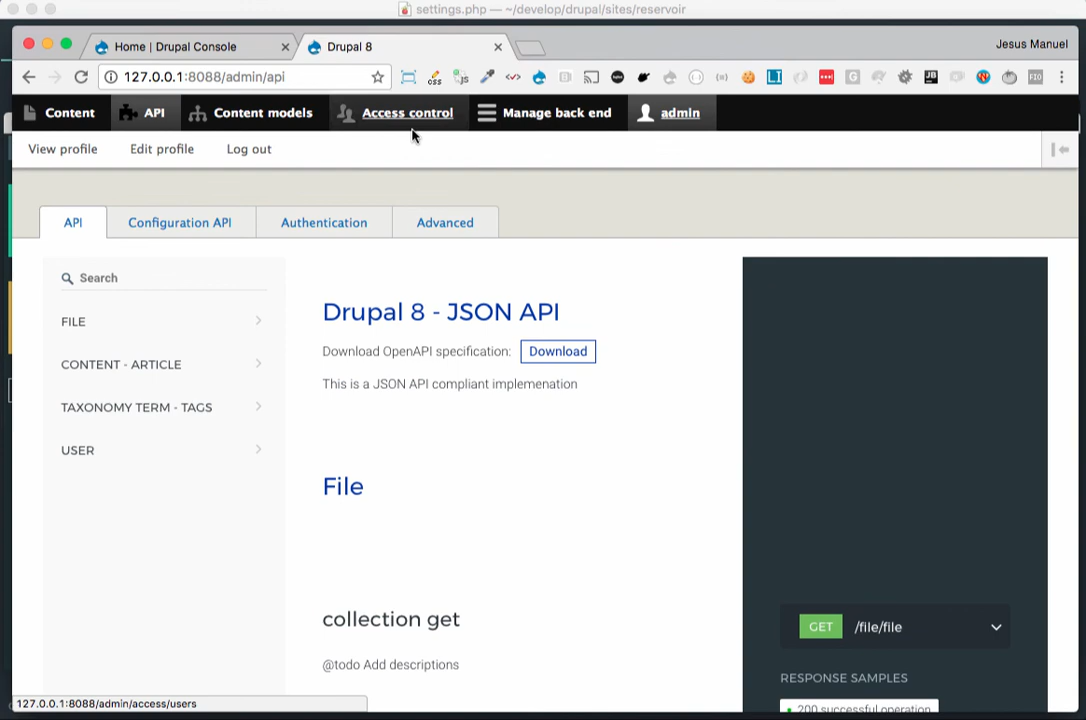 settings.php — ~/develop/drupal/sites/reservoir
Home | Drupal Console
Drupal 8
Jesus Manuel
127.0.0.1:8088/admin/api
Content
API
Content models
Access control
Manage back end
admin
View profile
Edit profile
Log out
API
Configuration API
Authentication
Advanced
Search
FILE
CONTENT - ARTICLE
TAXONOMY TERM - TAGS
USER
Drupal 8 - JSON API
Download OpenAPI specification: Download
This is a JSON API compliant implemenation
File
collection get
@todo Add descriptions
GET /file/file
RESPONSE SAMPLES
200 successful operation
127.0.0.1:8088/admin/access/users